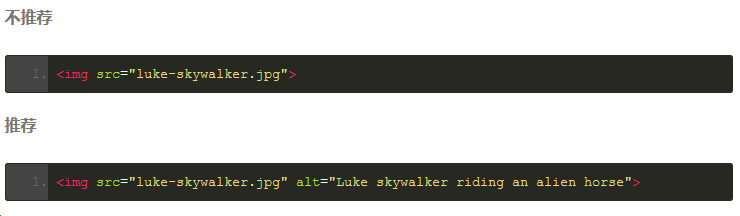 不推荐
1. <img src="luke-skywalker.jpg">
推荐
1. <img src="luke-skywalker.jpg" alt="Luke skywalker riding an alien horse">